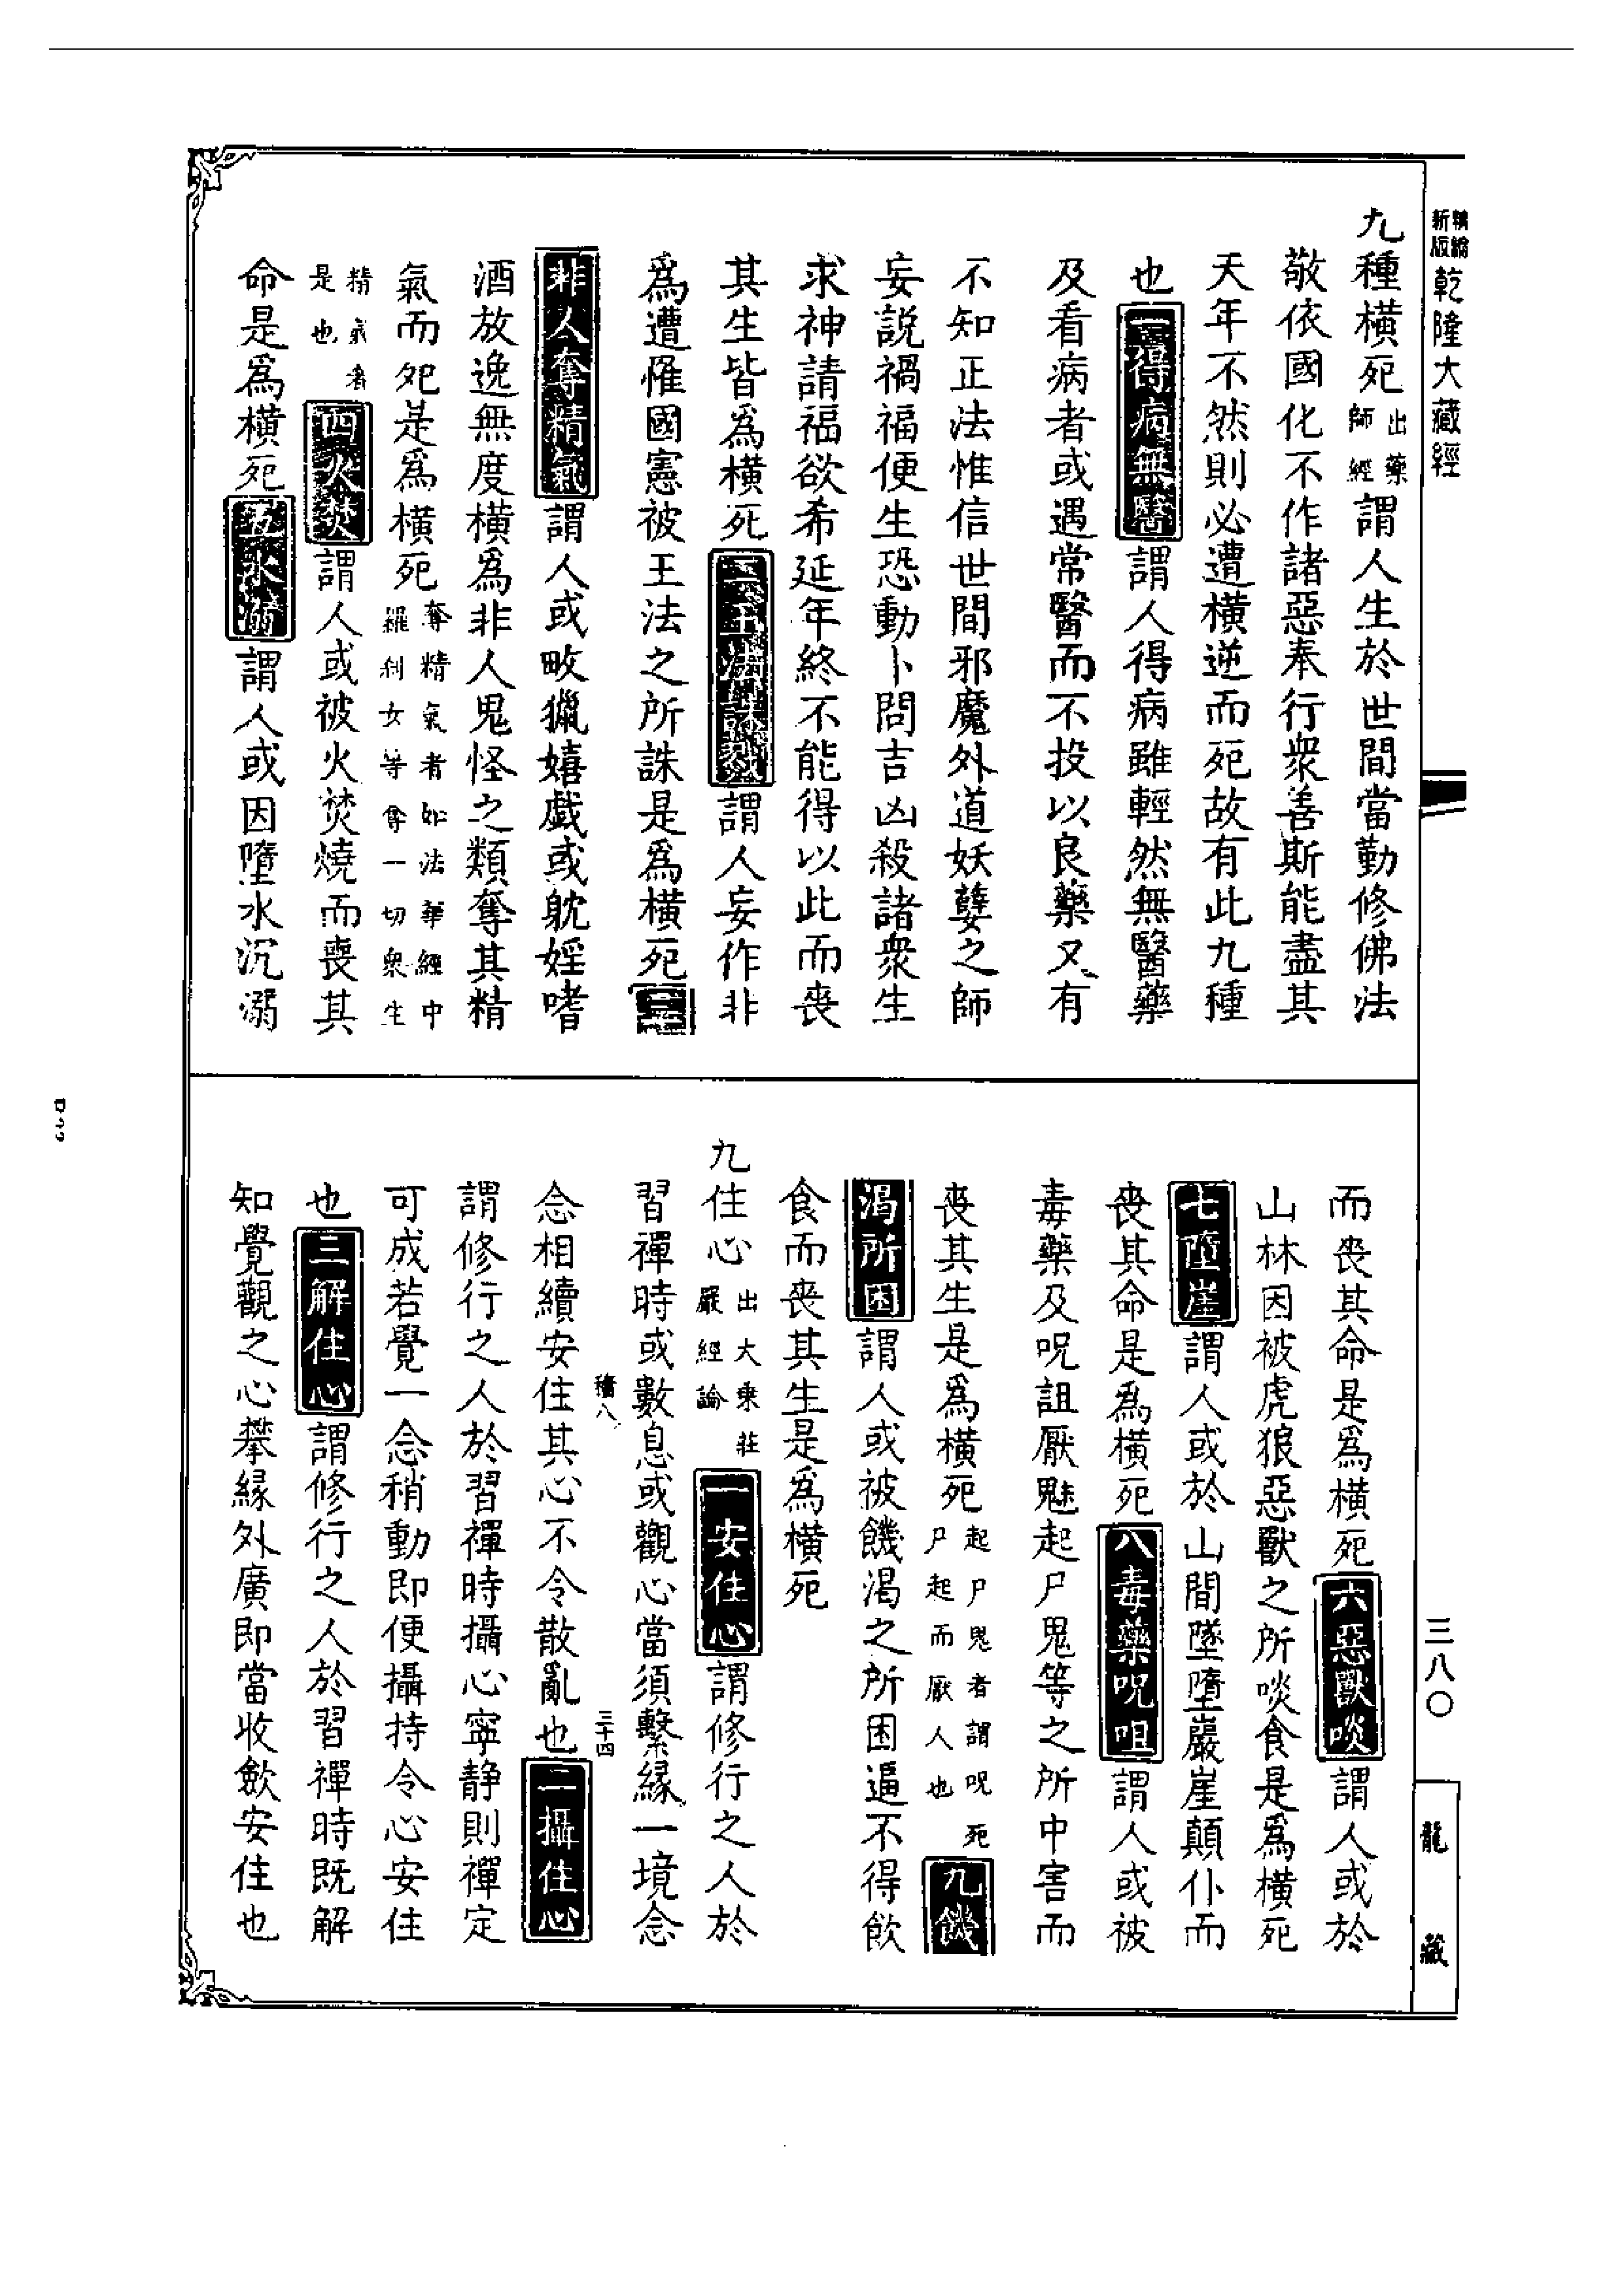 新版
精繪
乾隆大藏經
九種橫死出藥師經謂人生於世間當勤修佛法
敬依國化不作諸惡奉行衆善斯能盡其
天年不然則必遭橫逆而死故有此九種
也一得病無醫謂人得病雖輕然無醫藥
及看病者或遇常醫而不投以良藥又有
不知正法惟信世間邪魔外道妖孽之師
妄說禍福便生恐動卜問吉凶殺諸衆生
求神請福欲希延年終不能得以此而喪
其生皆爲橫死二王法誅戮謂人妄作非
爲遭罹國憲被王法之所誅是爲橫死三
非人奪精氣謂人或畋獵嬉戲或躭婬嗜
酒放逸無度橫爲非人鬼怪之類奪其精
氣而死是爲橫死奪精氣者如法華經中羅刹女等奪一切衆生
精氣者是也四火焚謂人或被火焚燒而喪其
命是爲橫死五水溺謂人或因墮水沉溺
而喪其命是爲橫死六惡獸啖謂人或於
山林因被虎狼惡獸之所啖食是爲橫死
七墮崖謂人或於山間墜墮巖崖顛仆而
喪其命是爲橫死八毒藥呪咀謂人或被
毒藥及呪詛厭魅起尸鬼等之所中害而
喪其生是爲橫死起尸鬼者謂呪死尸起而厭人也九饑
渴所困謂人或被饑渴之所困逼不得飲
食而喪其生是爲橫死
九住心出大乘莊嚴經論一安住心謂修行之人於
習禪時或數息或觀心當須繫緣一境念
念相續安住其心不令散亂也二攝住心
謂修行之人於習禪時攝心寧静則禪定
可成若覺一念稍動即便攝持令心安住
也三解住心謂修行之人於習禪時既解
知覺觀之心攀緣外廣即當收斂安住也
八
三十四
三八〇
龍藏